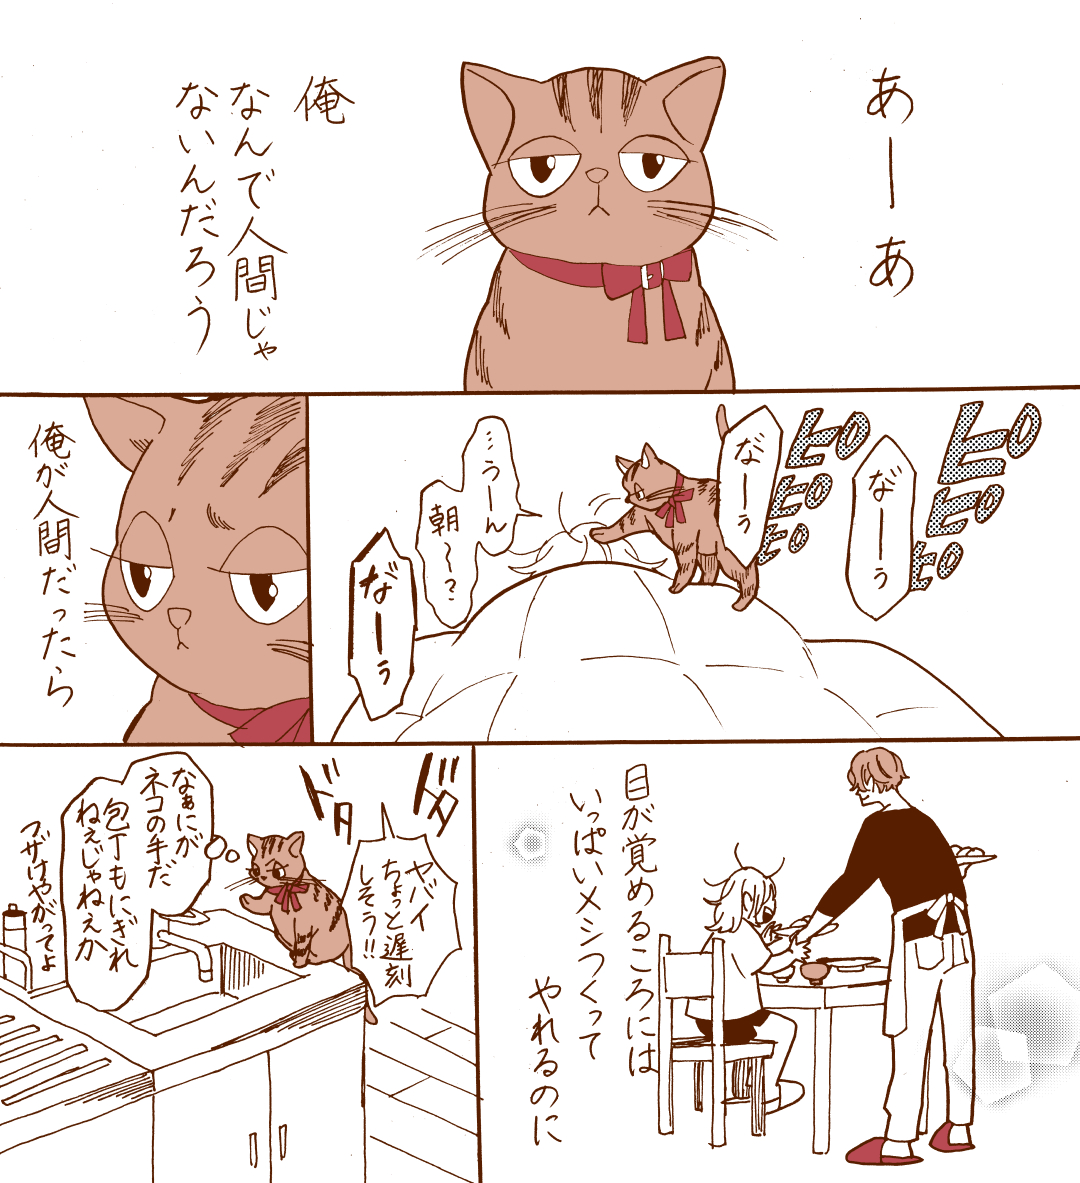 あーーあ
俺
なんで人間じゃ
ないんだろう
ピピピ
なーぅ
ピピピ
なーぅ
…うーん
朝〜?
なーぅ
俺が人間だったら
目が覚めるころには
いっぱいメシつくって
やれるのに
ドタ
ドタ
ヤバイ
ちょっと遅刻
しそう!!
なぁにが
ネコの手だ
包丁もにぎれ
ねぇじゃねえか
フザけやがってよ